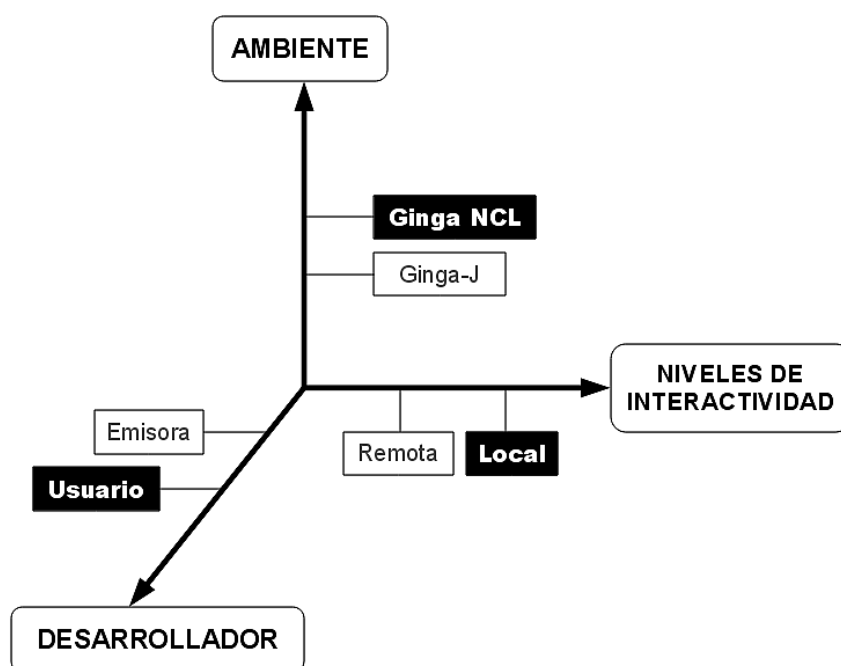 AMBIENTE
Ginga NCL
Ginga-J
NIVELES DE
INTERACTIVIDAD
Emisora
Remota
Local
Usuario
DESARROLLADOR